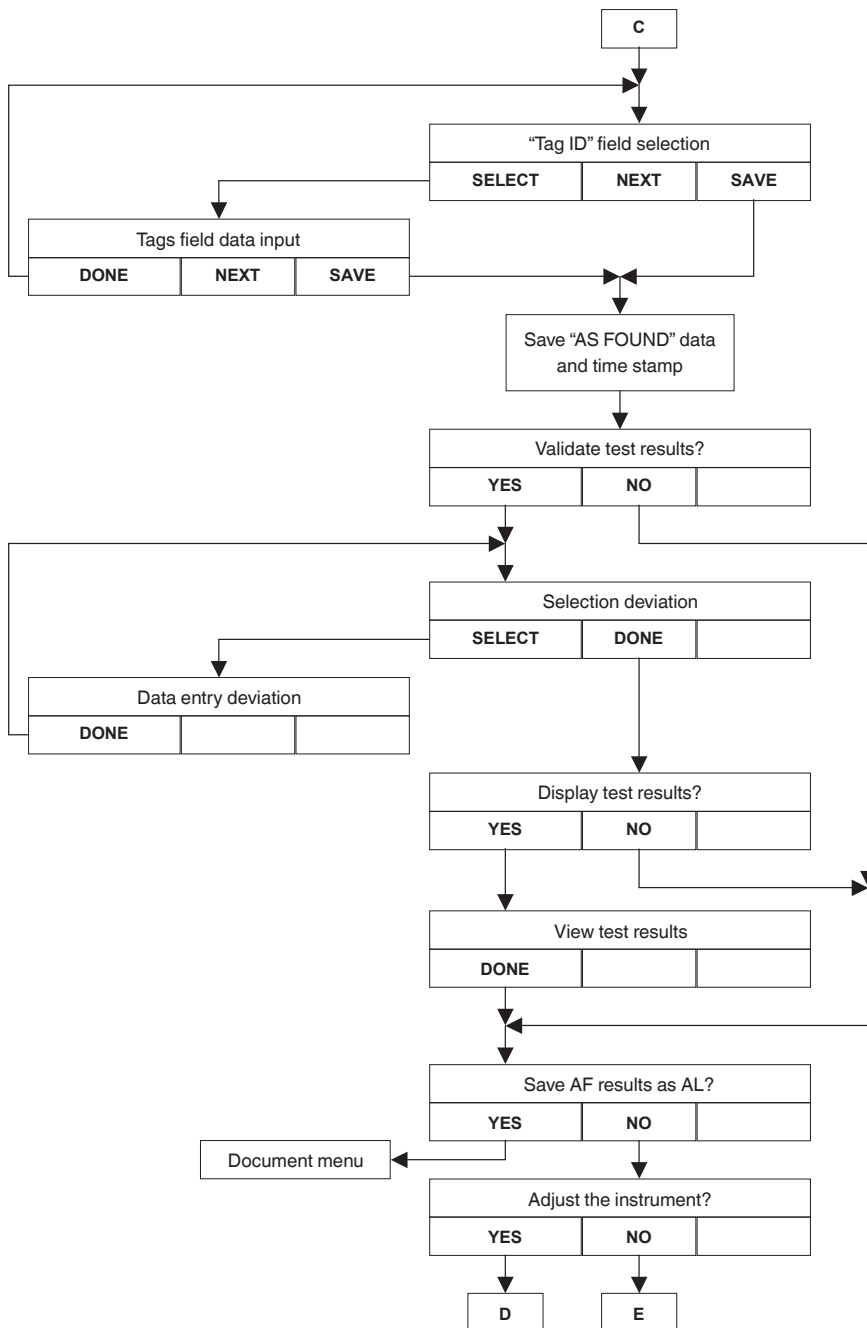 C
“Tag ID” field selection
SELECT NEXT SAVE
Tags field data input
DONE NEXT SAVE
Save “AS FOUND” data
and time stamp
Validate test results?
YES NO
Selection deviation
SELECT DONE
Data entry deviation
DONE
Display test results?
YES NO
View test results
DONE
Save AF results as AL?
YES NO
Document menu
Adjust the instrument?
YES NO
D E